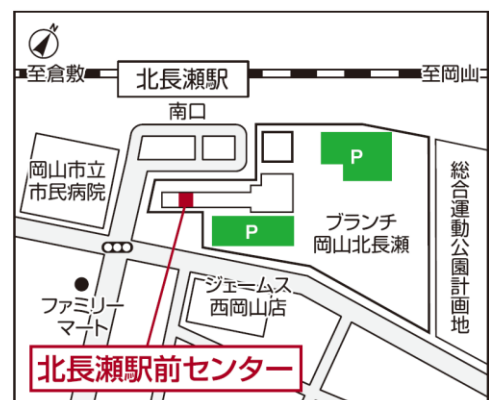 N
至倉敷
北長瀬駅
至岡山
南口
岡山市立
市民病院
P
総合運動公園計画地
P
ブランチ
岡山北長瀬
ジェームス
西岡山店
ファミリー
マート
北長瀬駅前センター